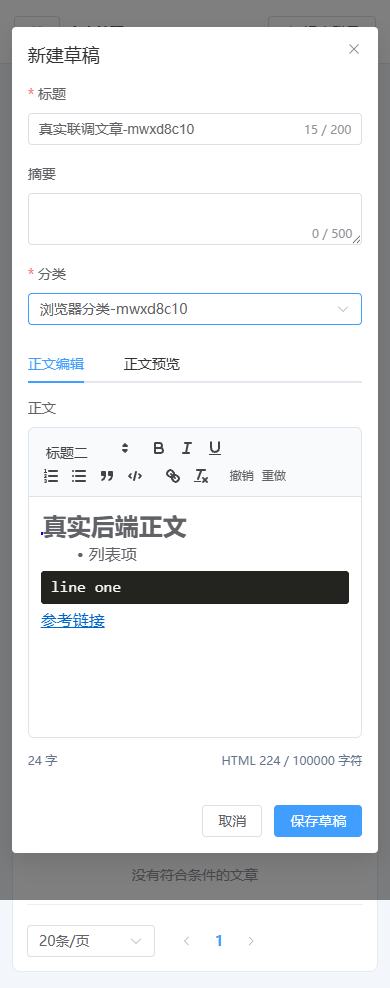 新建草稿
* 标题
真实联调文章-mwxd8c10 15 / 200
摘要
0 / 500
* 分类
浏览器分类-mwxd8c10
正文编辑 正文预览
正文
标题二 B I U
撤销 重做
真实后端正文
• 列表项
line one
参考链接
24 字 HTML 224 / 100000 字符
取消 保存草稿
没有符合条件的文章
20条/页 1